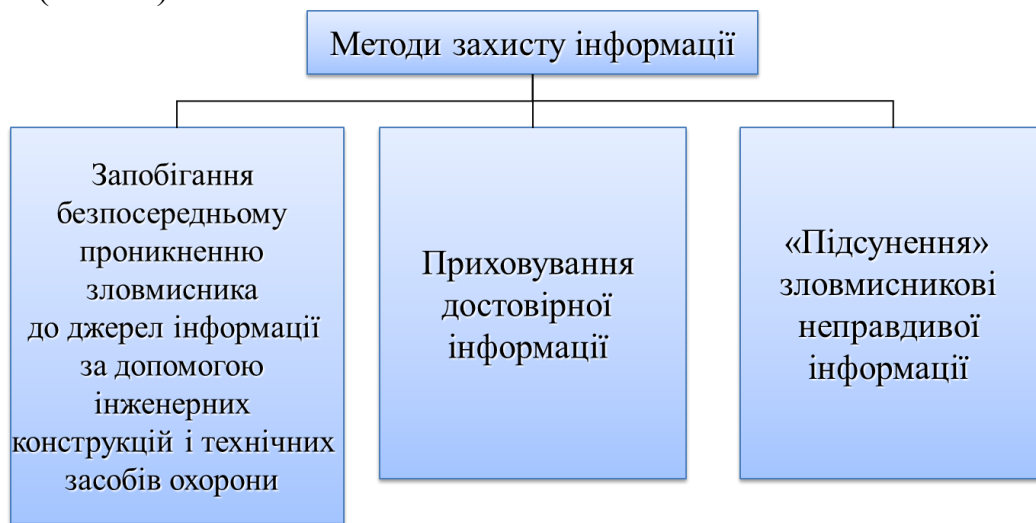 Методи захисту інформації
Запобігання
безпосередньому
проникненню
зловмисника
до джерел інформації
за допомогою
інженерних
конструкцій і технічних
засобів охорони
Приховування
достовірної
інформації
«Підсунення»
зловмисникові
неправдивої
інформації